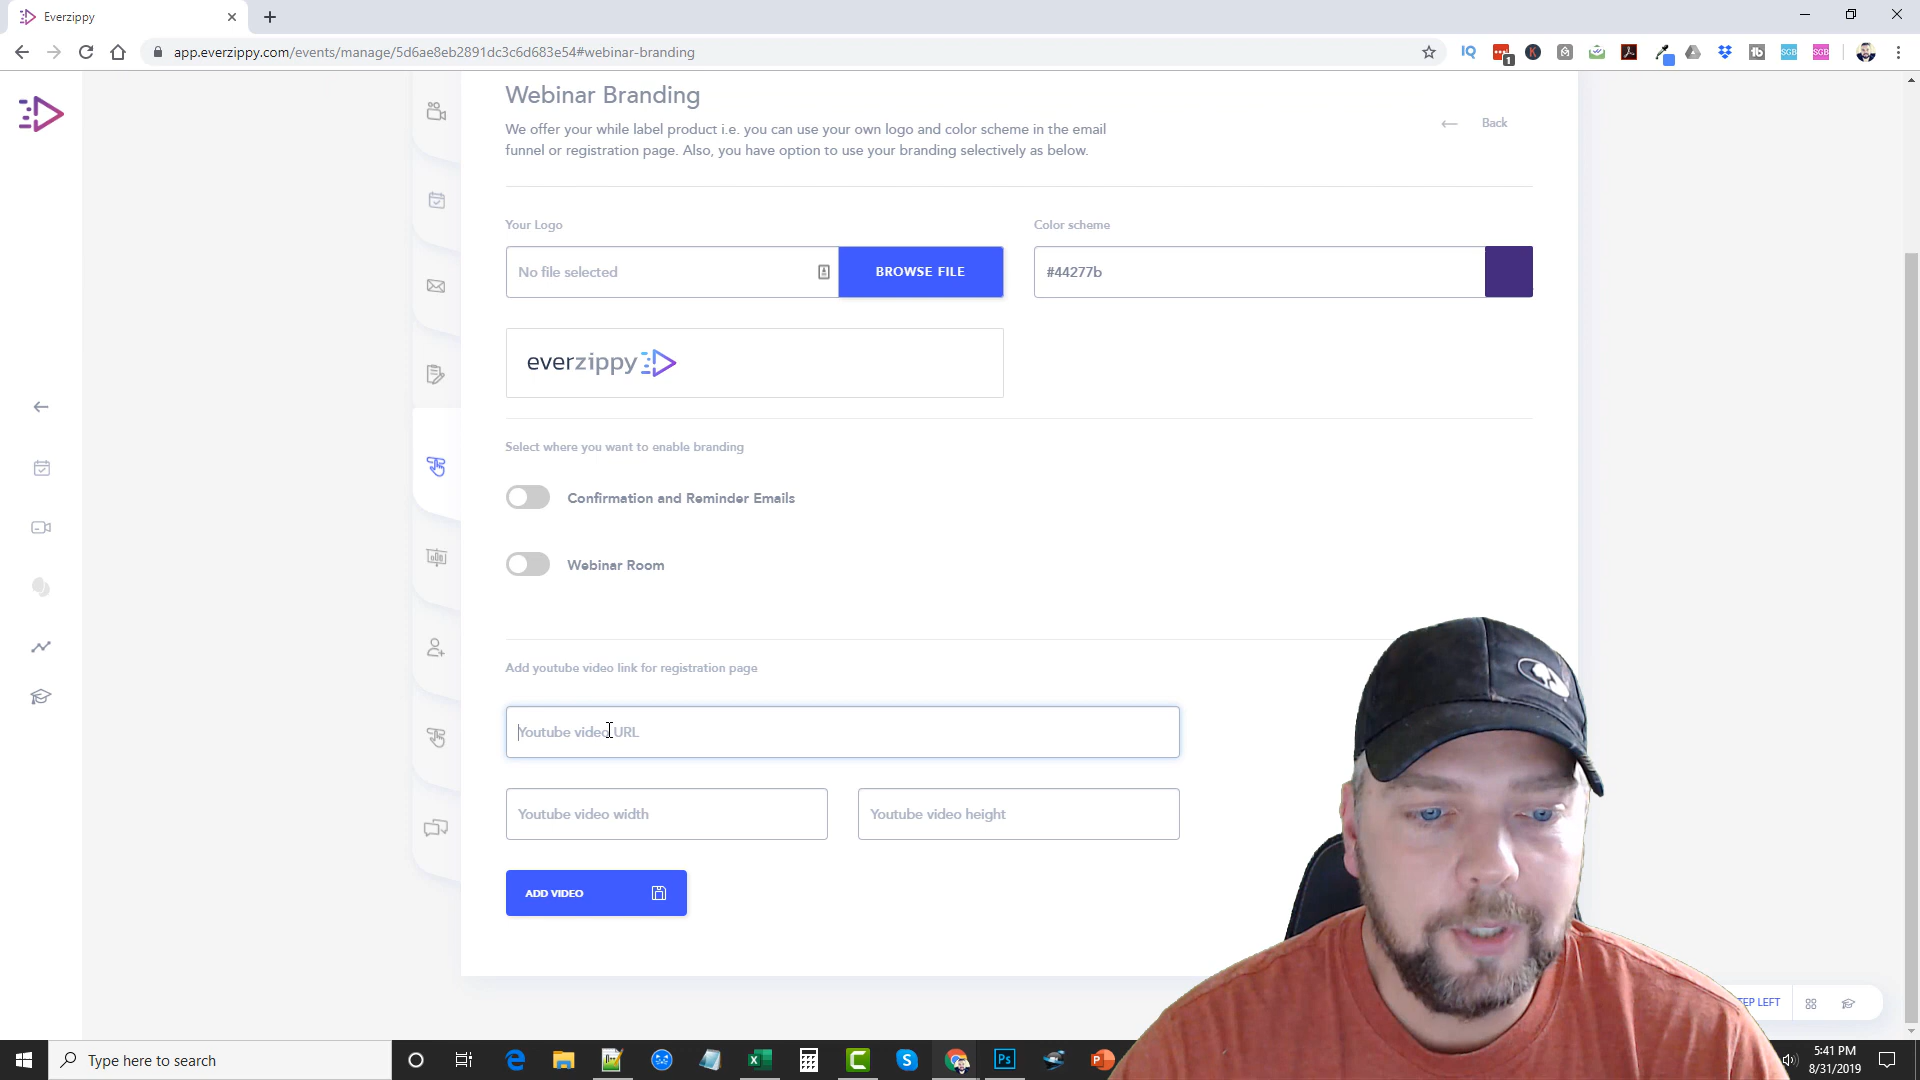 Everzippy
app.everzippy.com/events/manage/5d6ae8eb2891dc3c6d683e54#webinar-branding
Webinar Branding
We offer your while label product i.e. you can use your own logo and color scheme in the email
funnel or registration page. Also, you have option to use your branding selectively as below.
Back
Your Logo
Color scheme
No file selected
BROWSE FILE
#44277b
everzippy
Select where you want to enable branding
Confirmation and Reminder Emails
Webinar Room
Add youtube video link for registration page
Youtube video URL
Youtube video width
Youtube video height
ADD VIDEO
LEFT
Type here to search
5:41 PM
8/31/2019